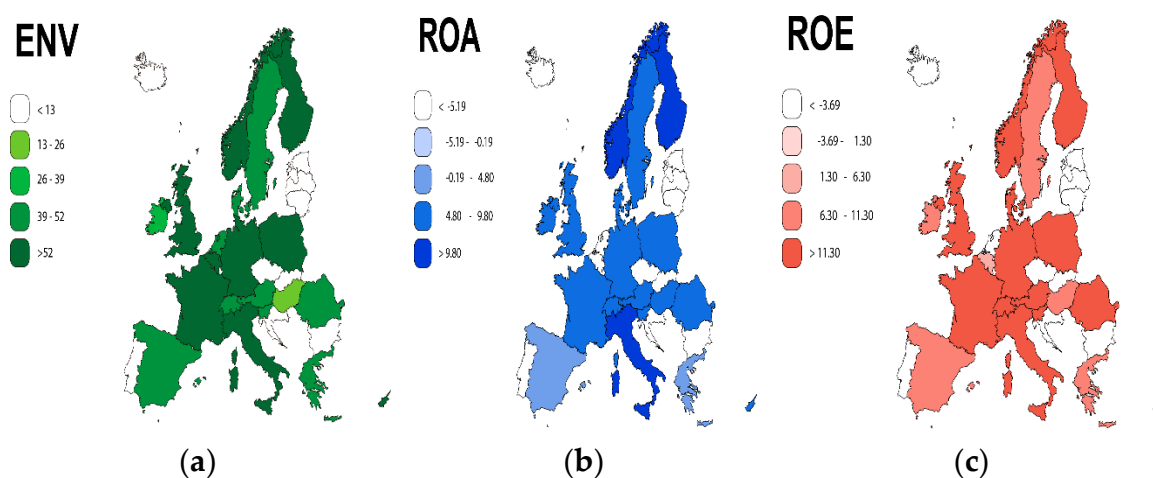 ENV
< 13
13 - 26
26 - 39
39 - 52
>52
(a)
ROA
< -5.19
-5.19 - -0.19
-0.19 - 4.80
4.80 - 9.80
> 9.80
(b)
ROE
< -3.69
-3.69 - 1.30
1.30 - 6.30
6.30 - 11.30
> 11.30
(c)